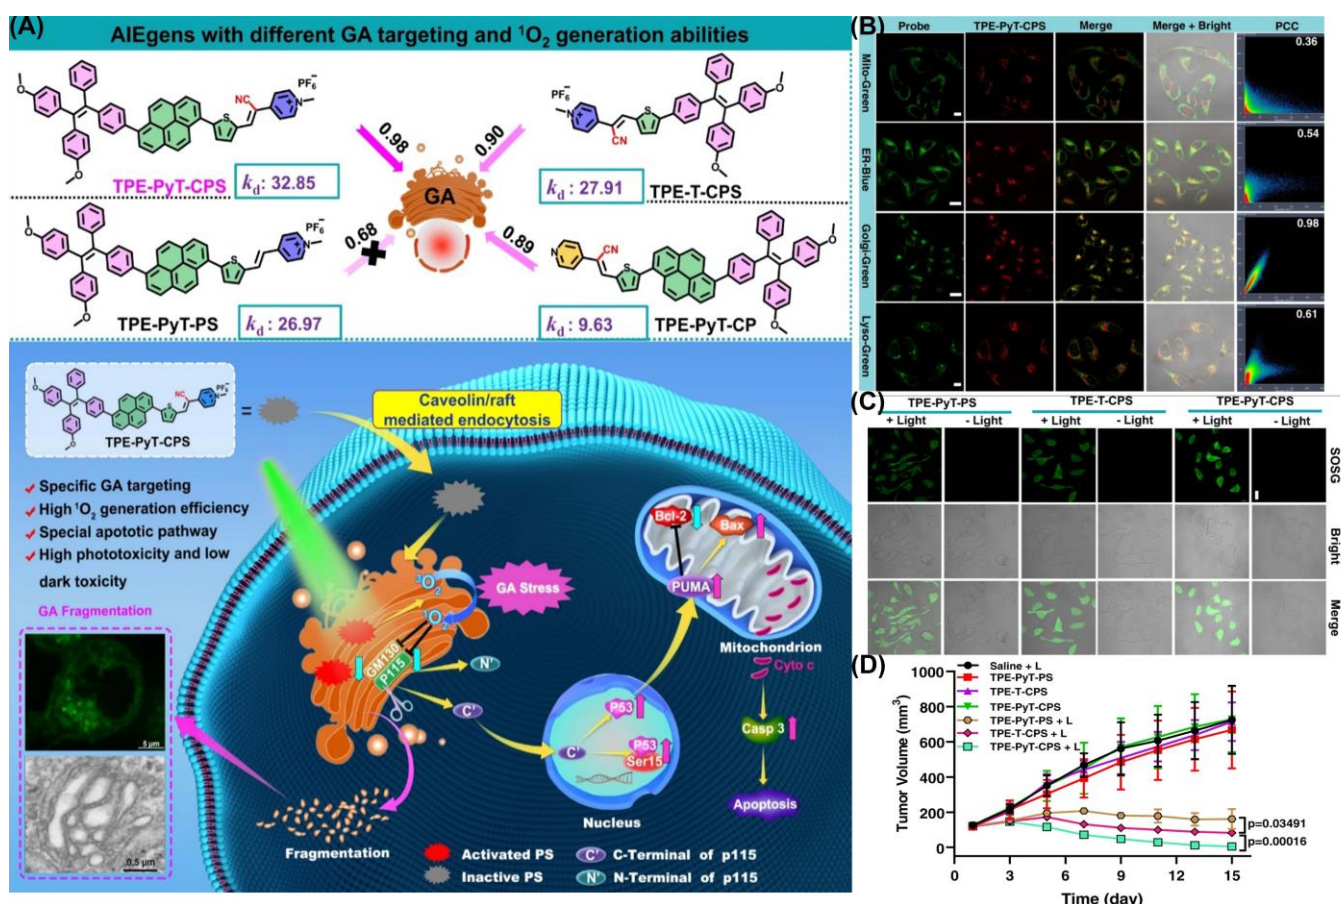 (A)
AIEgens with different GA targeting and ¹O₂ generation abilities
O
NC
PF₆⁻
N⁺
S
O
TPE-PyT-CPS
kd: 32.85
0.98
0.90
PF₆⁻
N⁺
NC
S
O
O
kd: 27.91
TPE-T-CPS
GA
O
PF₆⁻
N⁺
S
O
TPE-PyT-PS
kd: 26.97
0.68
0.89
N
CN
S
O
O
kd: 9.63
TPE-PyT-CP
O
NC
PF₆⁻
N⁺
S
O
TPE-PyT-CPS
=
Caveolin/raft
mediated endocytosis
✓ Specific GA targeting
✓ High ¹O₂ generation efficiency
✓ Special apoptotic pathway
✓ High phototoxicity and low
dark toxicity
GA Fragmentation
5 μm
0.5 μm
³O₂
¹O₂
GA Stress
GM130
P115
N'
C'
Fragmentation
Bcl-2
Bax
PUMA
Mitochondrion
Cyto c
Casp 3
Apoptosis
P53
C'
P53
Ser15
Nucleus
Activated PS
Inactive PS
C' C-Terminal of p115
N' N-Terminal of p115
(B)
Probe TPE-PyT-CPS Merge Merge + Bright PCC
Mito-Green
0.36
ER-Blue
0.54
Golgi-Green
0.98
Lyso-Green
0.61
(C)
TPE-PyT-PS TPE-T-CPS TPE-PyT-CPS
+ Light - Light + Light - Light + Light - Light
SOSG
Bright
Merge
(D)
Tumor Volume (mm³)
1000
800
600
400
200
0
Saline + L
TPE-PyT-PS
TPE-T-CPS
TPE-PyT-CPS
TPE-PyT-PS + L
TPE-T-CPS + L
TPE-PyT-CPS + L
p=0.03491
p=0.00016
0 3 6 9 12 15
Time (day)